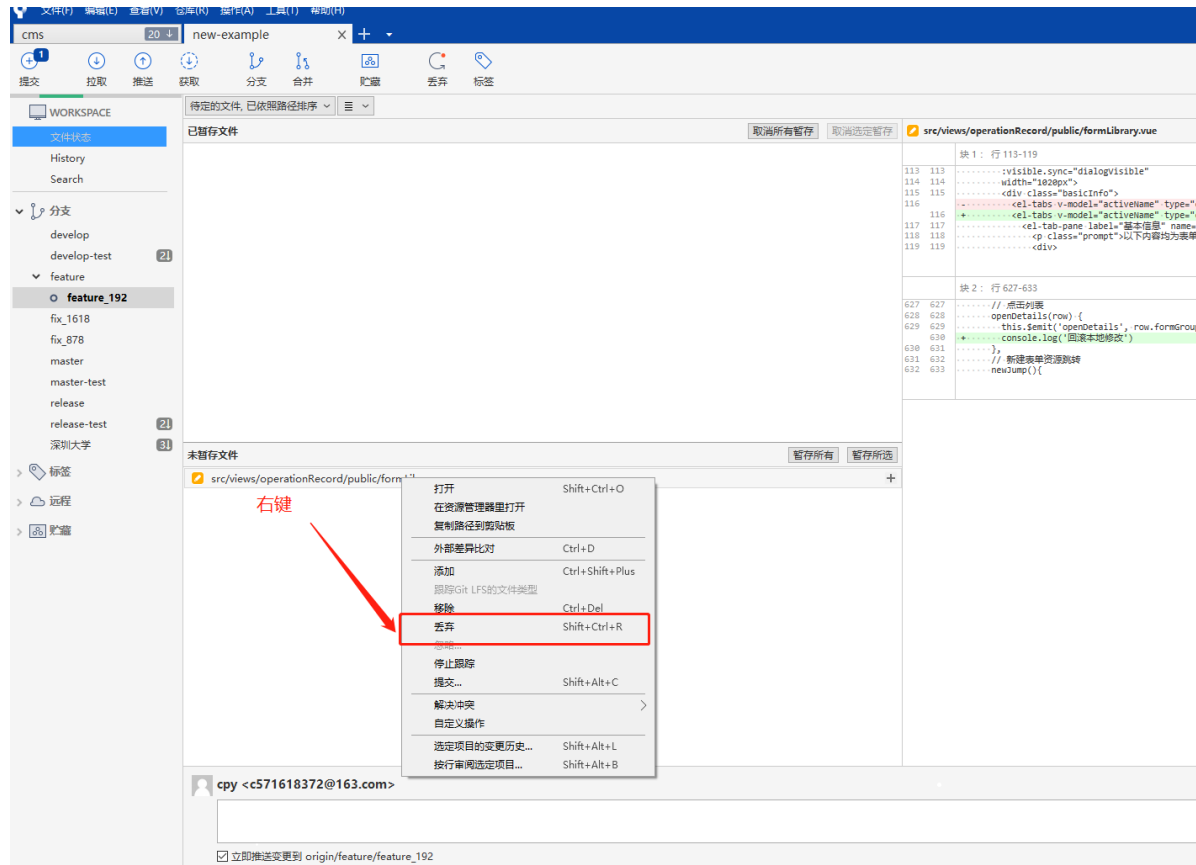 文件(F) 编辑(E) 查看(V) 仓库(R) 操作(A) 工具(T) 帮助(H)
cms 20↓ new-example
1
提交 拉取 推送 获取 分支 合并 贮藏 丢弃 标签
WORKSPACE
文件状态
History
Search
分支
develop
develop-test 2↓
feature
feature_192
fix_1618
fix_878
master
master-test
release
release-test 2↓
深圳大学 3↓
标签
远程
贮藏
待定的文件, 已依照路径排序
已暂存文件 取消所有暂存 取消选定暂存
未暂存文件 暂存所有 暂存所选
src/views/operationRecord/public/formLi
右键
打开 Shift+Ctrl+O
在资源管理器里打开
复制路径到剪贴板
外部差异比对 Ctrl+D
添加 Ctrl+Shift+Plus
跟踪Git LFS的文件类型
移除 Ctrl+Del
丢弃 Shift+Ctrl+R
忽略...
停止跟踪
提交... Shift+Alt+C
解决冲突
自定义操作
选定项目的变更历史... Shift+Alt+L
按行审阅选定项目... Shift+Alt+B
src/views/operationRecord/public/formLibrary.vue
块 1： 行 113-119
113 113 :visible.sync="dialogVisible"
114 114 width="1020px">
115 115 <div class="basicInfo">
116 - <el-tabs v-model="activeName" type="
116 + <el-tabs v-model="activeName" type="
117 117 <el-tab-pane label="基本信息" name=
118 118 <p class="prompt">以下内容均为表单
119 119 <div>
块 2： 行 627-633
627 627 // 点击列表
628 628 openDetails(row) {
629 629 this.$emit('openDetails', row.formGrou
630 + console.log('回滚本地修改')
630 631 },
631 632 // 新建表单资源跳转
632 633 newJump(){
cpy <c571618372@163.com>
立即推送变更到 origin/feature/feature_192